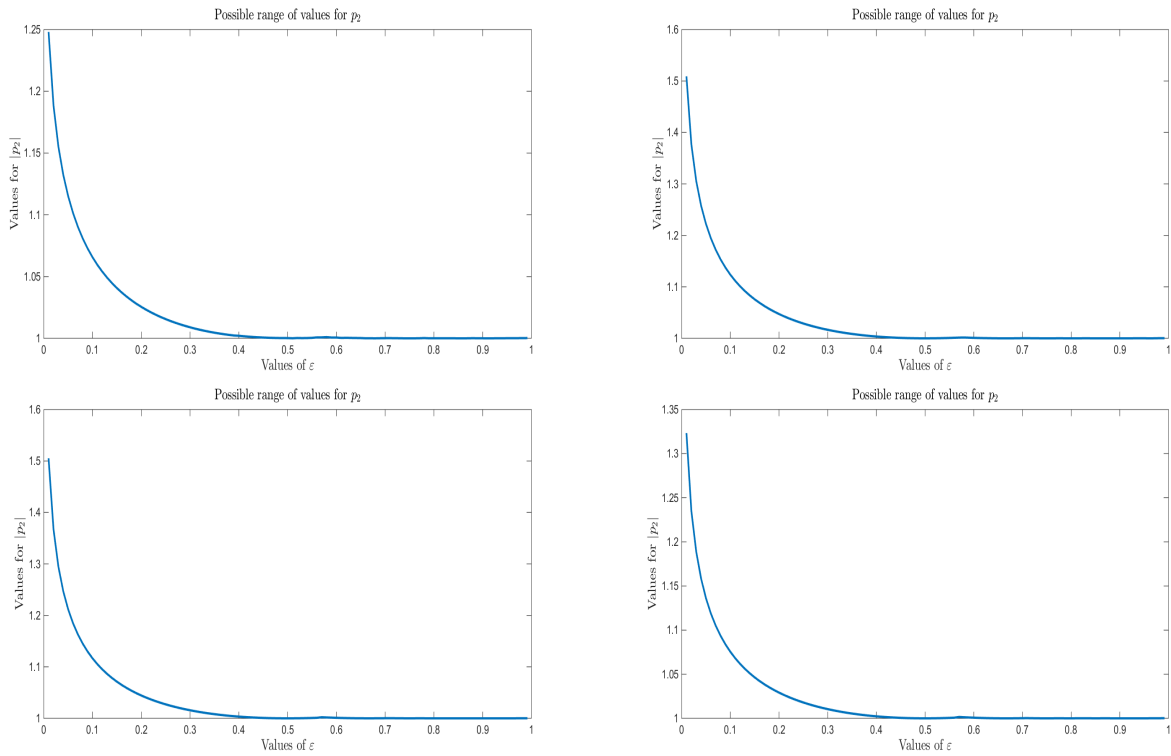 Possible range of values for p₂
1.25
1.2
1.15
1.1
1.05
1
0 0.1 0.2 0.3 0.4 0.5 0.6 0.7 0.8 0.9 1
Values for |p₂|
Values of ε
Possible range of values for p₂
1.6
1.5
1.4
1.3
1.2
1.1
1
0 0.1 0.2 0.3 0.4 0.5 0.6 0.7 0.8 0.9 1
Values for |p₂|
Values of ε
Possible range of values for p₂
1.6
1.5
1.4
1.3
1.2
1.1
1
0 0.1 0.2 0.3 0.4 0.5 0.6 0.7 0.8 0.9 1
Values for |p₂|
Values of ε
Possible range of values for p₂
1.35
1.3
1.25
1.2
1.15
1.1
1.05
1
0 0.1 0.2 0.3 0.4 0.5 0.6 0.7 0.8 0.9 1
Values for |p₂|
Values of ε